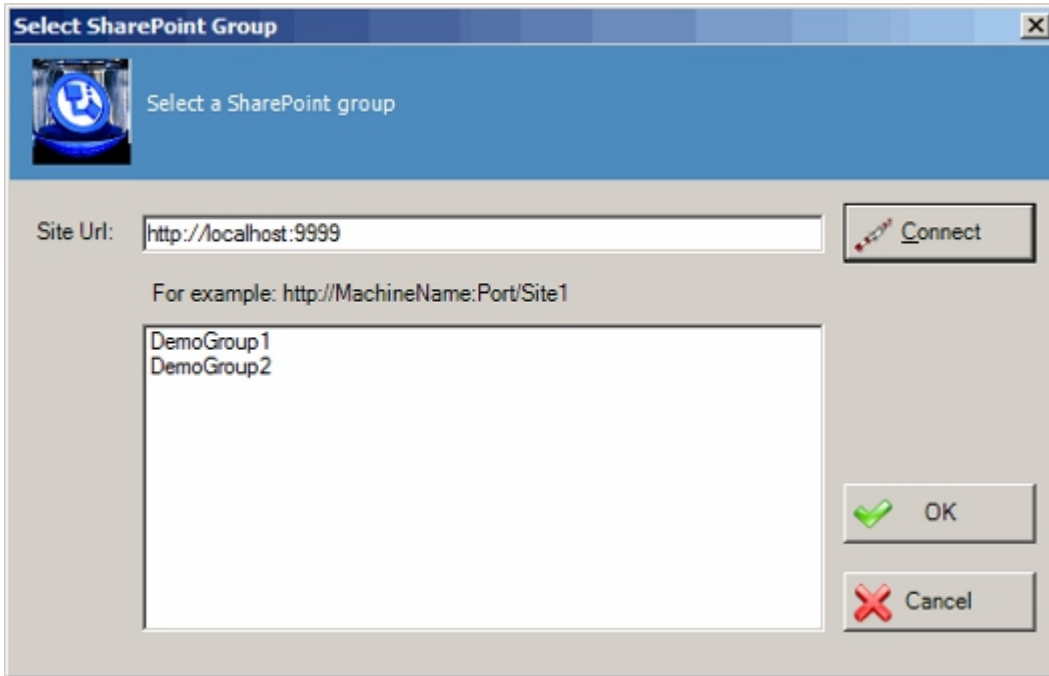 Select SharePoint Group
Select a SharePoint group
Site Url: http://localhost:9999 Connect
For example: http://MachineName:Port/Site1
DemoGroup1
DemoGroup2
OK
Cancel